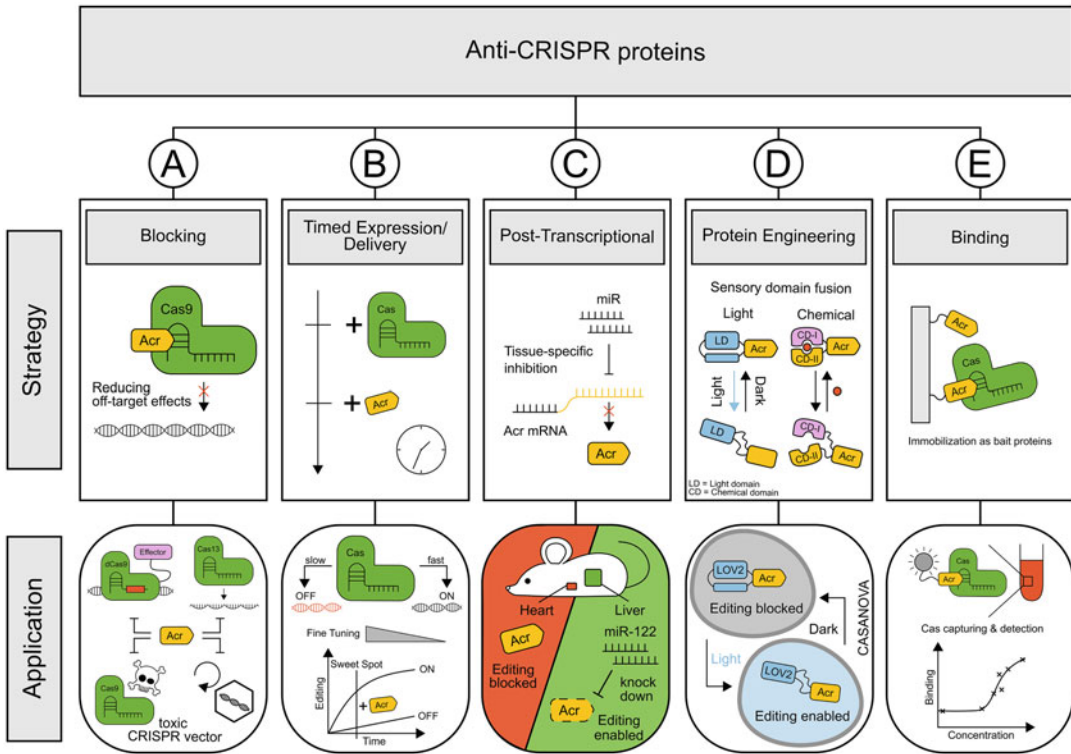 Anti-CRISPR proteins
A
B
C
D
E
Strategy
Blocking
Cas9
Acr
Reducing
off-target effects
Timed Expression/
Delivery
+
Cas
+
Acr
Post-Transcriptional
miR
Tissue-specific
inhibition
Acr mRNA
Acr
Protein Engineering
Sensory domain fusion
Light
Chemical
LD
Acr
CD-I
CD-II
Acr
Light
Dark
LD
CD-I
CD-II
Acr
LD = Light domain
CD = Chemical domain
Binding
Acr
Cas
Acr
Immobilization as bait proteins
Application
dCas9
Effector
Cas13
Acr
Cas9
toxic
CRISPR vector
slow
Cas
fast
OFF
ON
Fine Tuning
Editing
Sweet Spot
ON
+ Acr
OFF
Time
Heart
Liver
Acr
Editing
blocked
miR-122
knock
down
Acr
Editing
enabled
LOV2
Acr
Editing blocked
Light
Dark
CASANOVA
LOV2
Acr
Editing enabled
Cas
Acr
Cas capturing & detection
Binding
Concentration